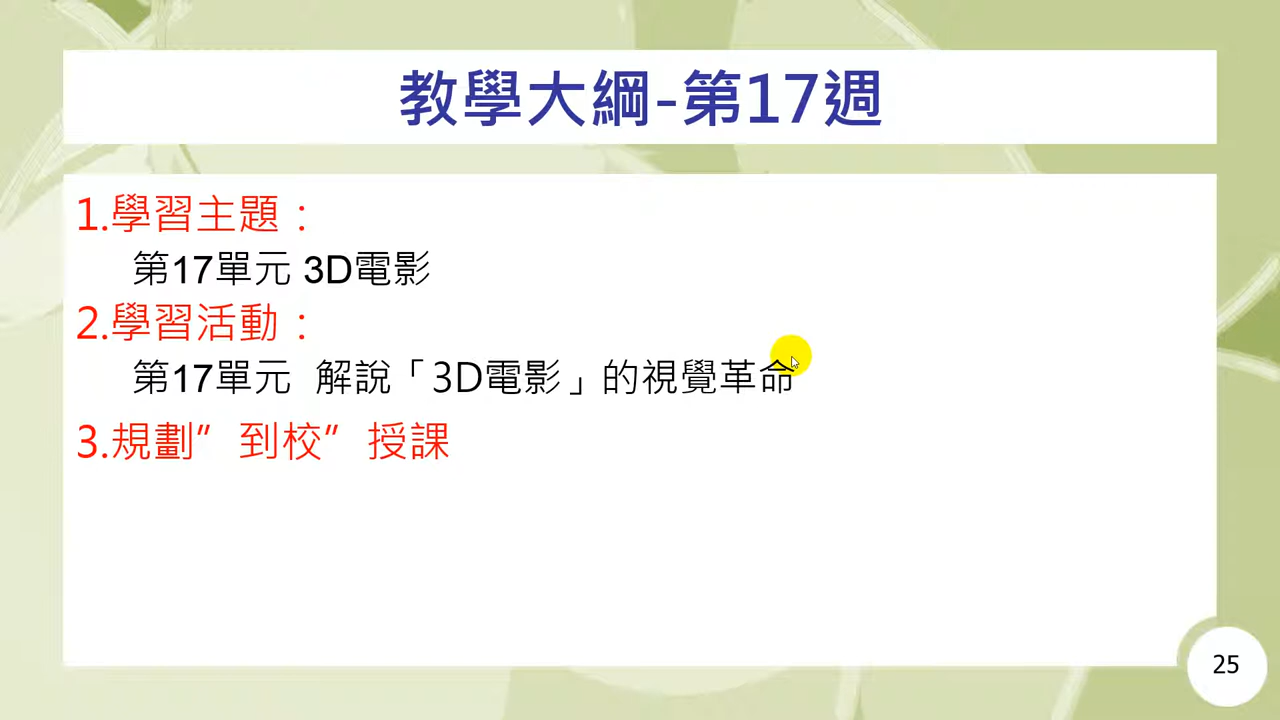 教學大綱-第17週
1.學習主題：
第17單元 3D電影
2.學習活動：
第17單元 解說「3D電影」的視覺革命
3.規劃”到校”授課
25